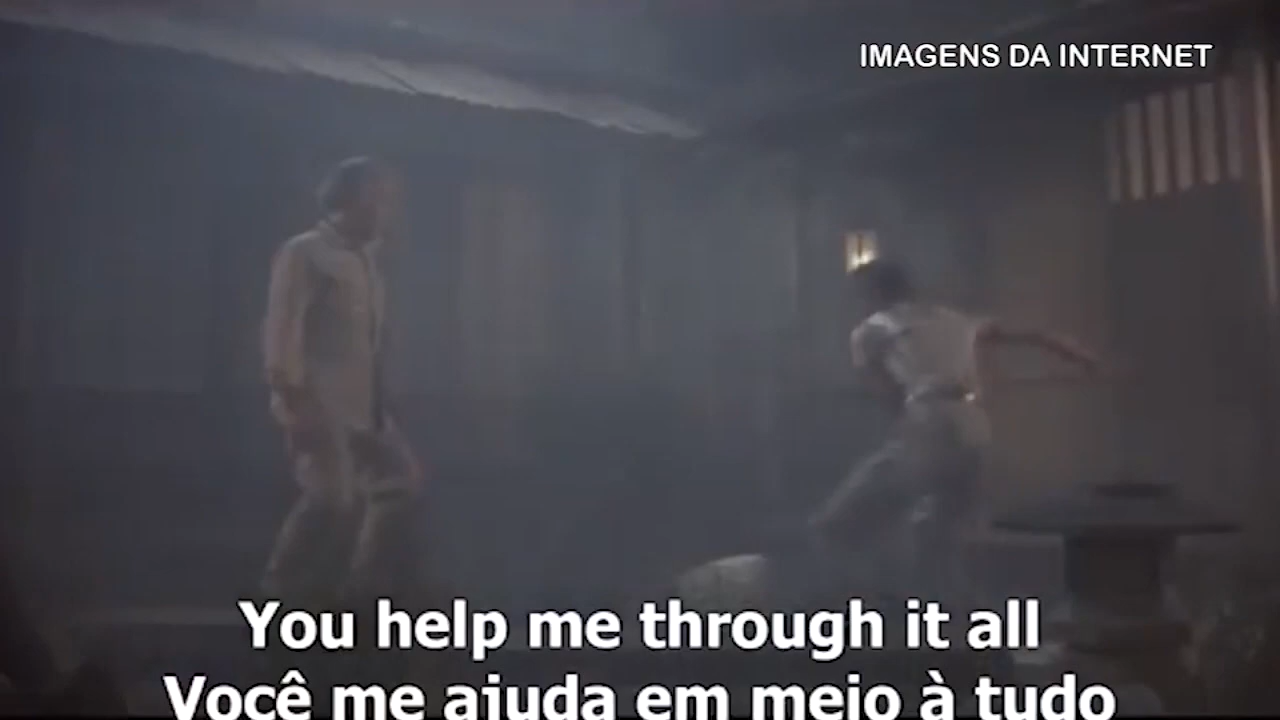 IMAGENS DA INTERNET
You help me through it all
Você me ajuda em meio à tudo